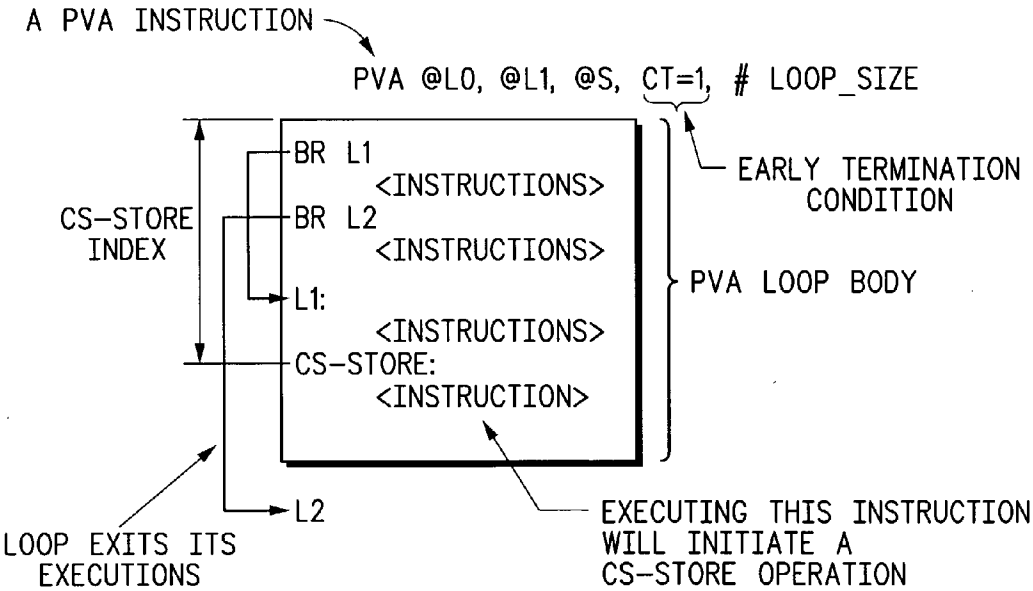 A PVA INSTRUCTION
PVA @L0, @L1, @S, CT=1, # LOOP_SIZE
BR L1
<INSTRUCTIONS>
EARLY TERMINATION
CONDITION
CS-STORE
INDEX
BR L2
<INSTRUCTIONS>
PVA LOOP BODY
L1:
<INSTRUCTIONS>
CS-STORE:
<INSTRUCTION>
L2
LOOP EXITS ITS
EXECUTIONS
EXECUTING THIS INSTRUCTION
WILL INITIATE A
CS-STORE OPERATION